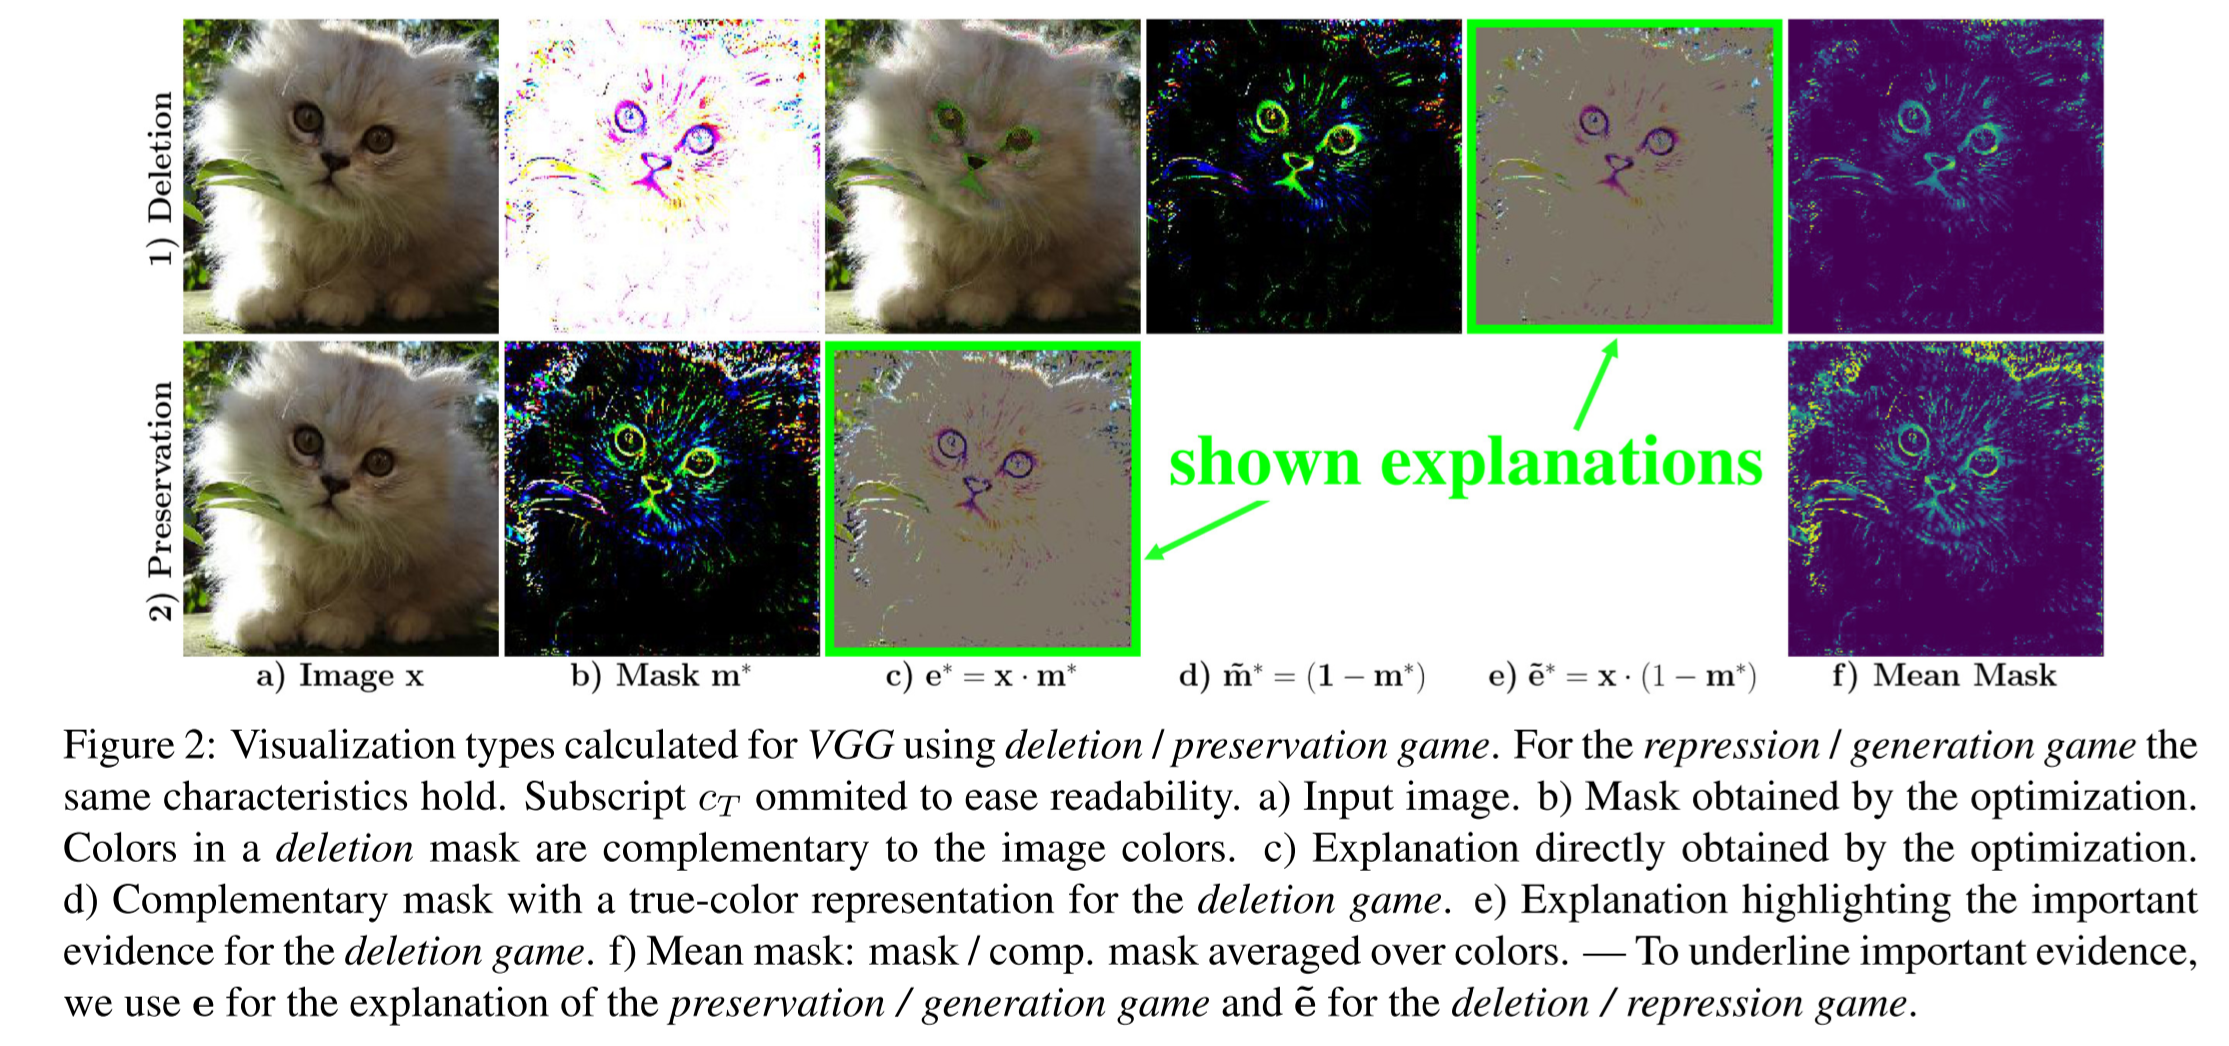 1) Deletion
shown explanations
2) Preservation
a) Image x
b) Mask m*
c) e* = x · m*
d) m̃* = (1 − m*)
e) ẽ* = x · (1 − m*)
f) Mean Mask
Figure 2: Visualization types calculated for VGG using deletion / preservation game. For the repression / generation game the
same characteristics hold. Subscript c_T ommited to ease readability. a) Input image. b) Mask obtained by the optimization.
Colors in a deletion mask are complementary to the image colors. c) Explanation directly obtained by the optimization.
d) Complementary mask with a true-color representation for the deletion game. e) Explanation highlighting the important
evidence for the deletion game. f) Mean mask: mask / comp. mask averaged over colors. — To underline important evidence,
we use e for the explanation of the preservation / generation game and ẽ for the deletion / repression game.